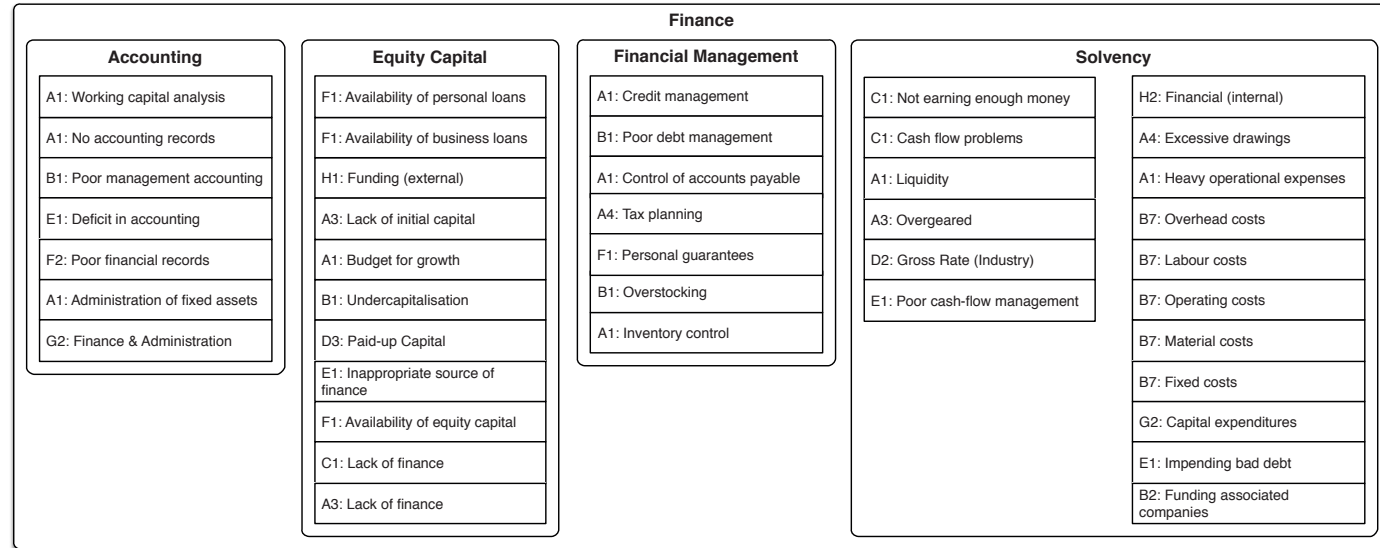 Finance
Accounting
A1: Working capital analysis
A1: No accounting records
B1: Poor management accounting
E1: Deficit in accounting
F2: Poor financial records
A1: Administration of fixed assets
G2: Finance & Administration
Equity Capital
F1: Availability of personal loans
F1: Availability of business loans
H1: Funding (external)
A3: Lack of initial capital
A1: Budget for growth
B1: Undercapitalisation
D3: Paid-up Capital
E1: Inappropriate source of
finance
F1: Availability of equity capital
C1: Lack of finance
A3: Lack of finance
Financial Management
A1: Credit management
B1: Poor debt management
A1: Control of accounts payable
A4: Tax planning
F1: Personal guarantees
B1: Overstocking
A1: Inventory control
Solvency
C1: Not earning enough money
C1: Cash flow problems
A1: Liquidity
A3: Overgeared
D2: Gross Rate (Industry)
E1: Poor cash-flow management
H2: Financial (internal)
A4: Excessive drawings
A1: Heavy operational expenses
B7: Overhead costs
B7: Labour costs
B7: Operating costs
B7: Material costs
B7: Fixed costs
G2: Capital expenditures
E1: Impending bad debt
B2: Funding associated
companies